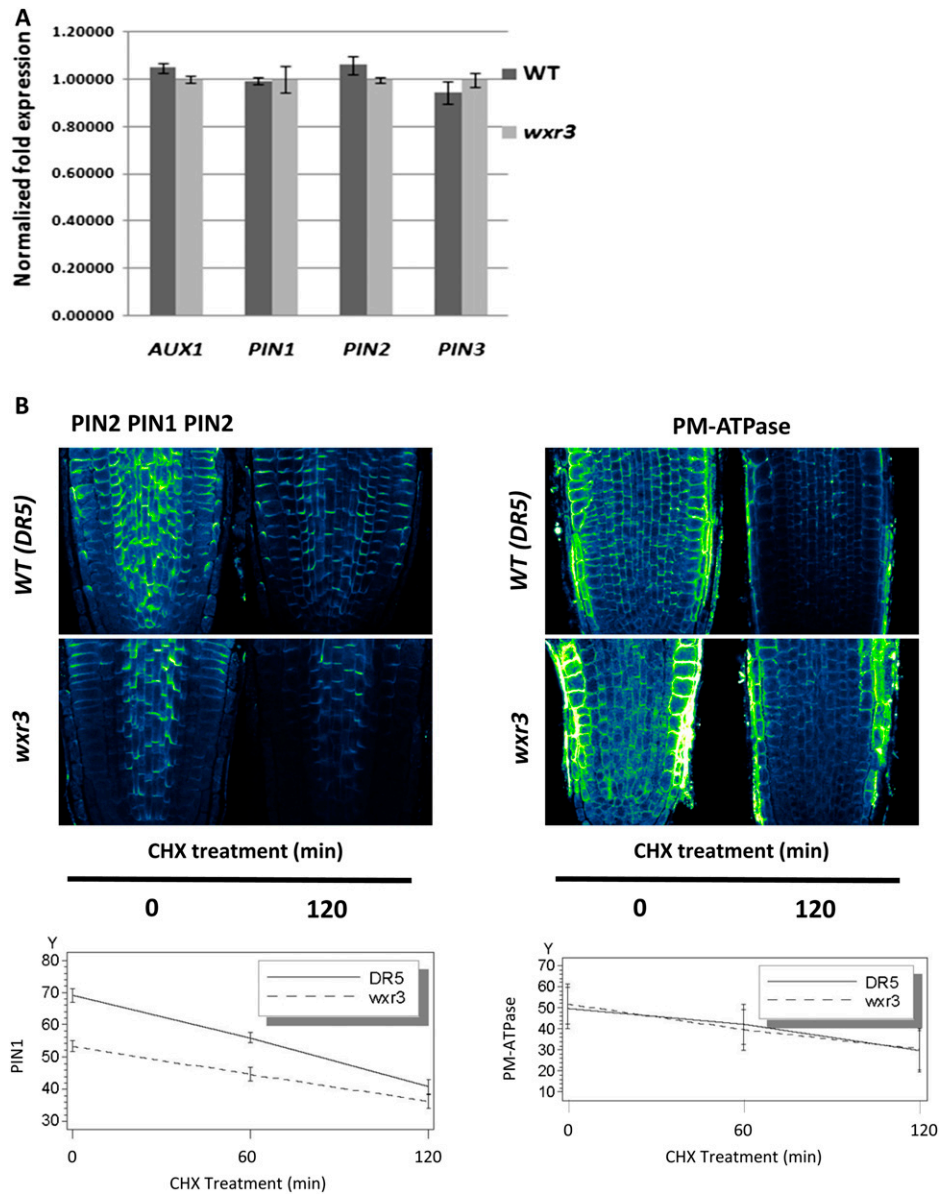 A
Normalized fold expression
1.20000
1.00000
0.80000
0.60000
0.40000
0.20000
0.00000
AUX1 PIN1 PIN2 PIN3
WT
wxr3
B
PIN2 PIN1 PIN2
PM-ATPase
WT (DR5)
wxr3
WT (DR5)
wxr3
CHX treatment (min)
0 120
CHX treatment (min)
0 120
Y
PIN1
80
70
60
50
40
30
DR5
wxr3
0 60 120
CHX Treatment (min)
Y
PM-ATPase
70
60
50
40
30
20
10
DR5
wxr3
0 60 120
CHX Treatment (min)